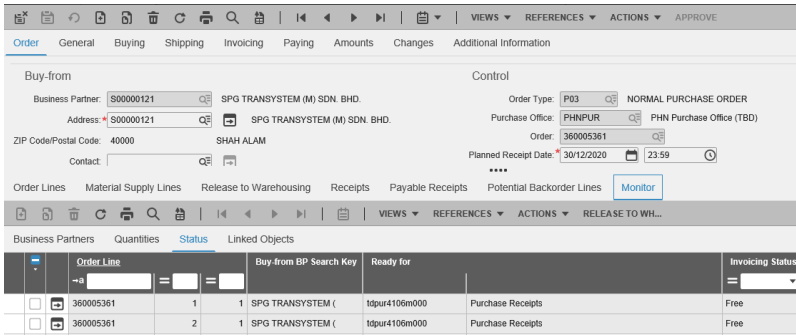 VIEWS REFERENCES ACTIONS APPROVE
Order General Buying Shipping Invoicing Paying Amounts Changes Additional Information
Buy-from Control
Business Partner: S00000121 SPG TRANSYSTEM (M) SDN. BHD. Order Type: P03 NORMAL PURCHASE ORDER
Address:* S00000121 SPG TRANSYSTEM (M) SDN. BHD. Purchase Office: PHNPUR PHN Purchase Office (TBD)
ZIP Code/Postal Code: 40000 SHAH ALAM Order: 360005361
Contact: Planned Receipt Date:* 30/12/2020 23:59
Order Lines Material Supply Lines Release to Warehousing Receipts Payable Receipts Potential Backorder Lines Monitor
VIEWS REFERENCES ACTIONS RELEASE TO WH...
Business Partners Quantities Status Linked Objects
Order Line Buy-from BP Search Key Ready for Invoicing Status
→a = = =
360005361 1 1 SPG TRANSYSTEM ( tdpur4106m000 Purchase Receipts Free
360005361 2 1 SPG TRANSYSTEM ( tdpur4106m000 Purchase Receipts Free